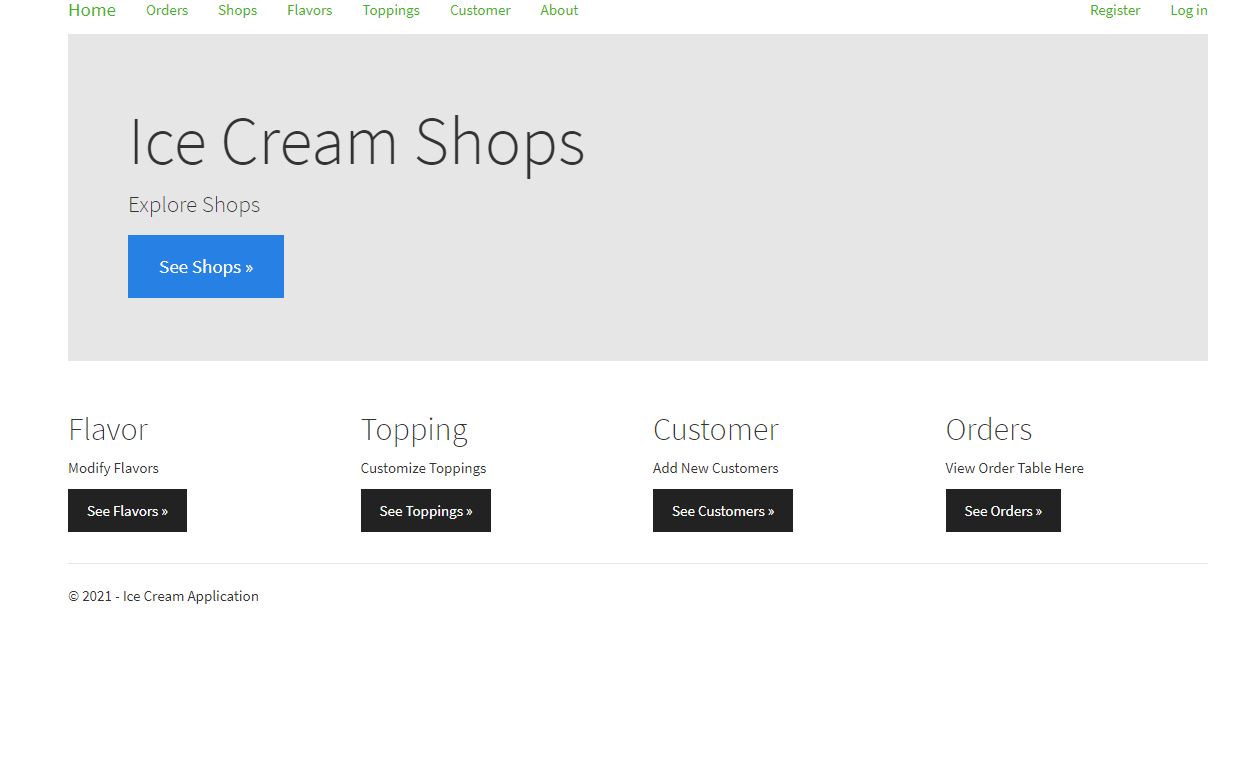 Home Orders Shops Flavors Toppings Customer About Register Log in
Ice Cream Shops
Explore Shops
See Shops »
Flavor Topping Customer Orders
Modify Flavors Customize Toppings Add New Customers View Order Table Here
See Flavors » See Toppings » See Customers » See Orders »
© 2021 - Ice Cream Application